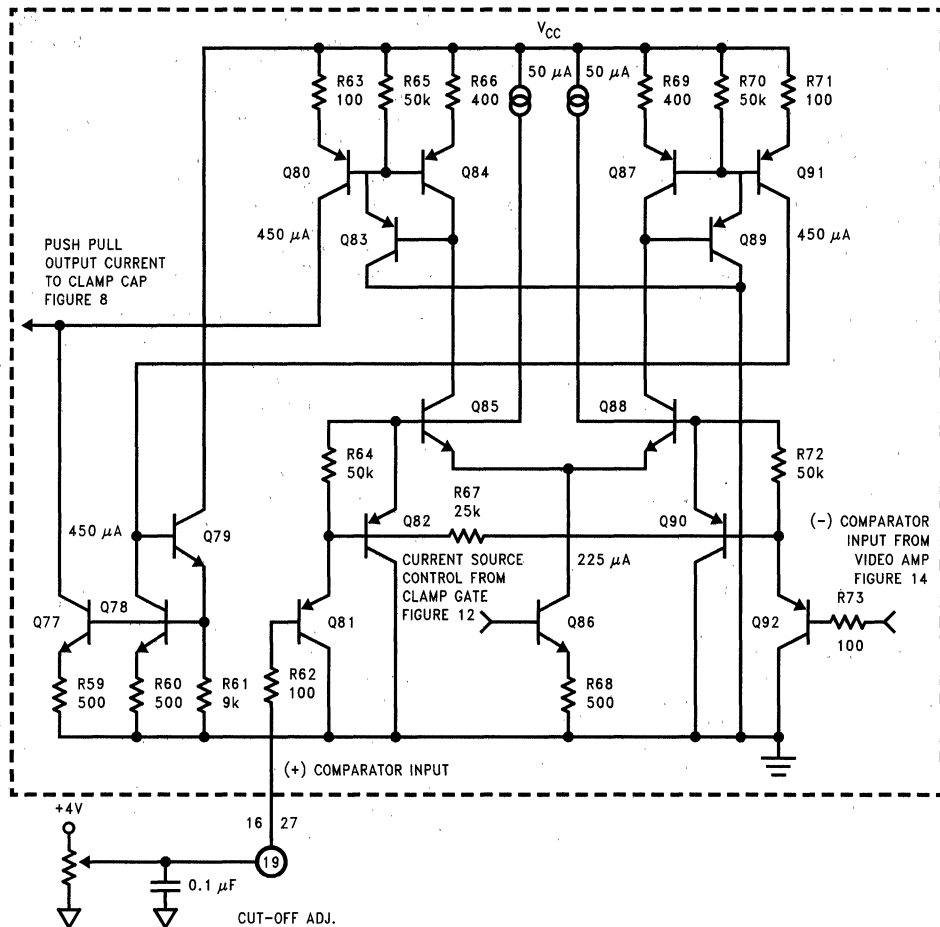 VCC
50 μA
50 μA
R63
100
R65
50k
R66
400
R69
400
R70
50k
R71
100
Q80
Q84
Q87
Q91
450 μA
Q83
Q89
450 μA
PUSH PULL
OUTPUT CURRENT
TO CLAMP CAP
FIGURE 8
Q85
Q88
R64
50k
R67
25k
R72
50k
450 μA
Q79
Q82
Q90
(-) COMPARATOR
INPUT FROM
VIDEO AMP
FIGURE 14
CURRENT SOURCE
CONTROL FROM
CLAMP GATE
FIGURE 12
225 μA
Q77
Q78
Q81
Q86
Q92
R73
100
R59
500
R60
500
R61
9k
R62
100
R68
500
(+) COMPARATOR INPUT
+4V
16 27
19
0.1 μF
CUT-OFF ADJ.